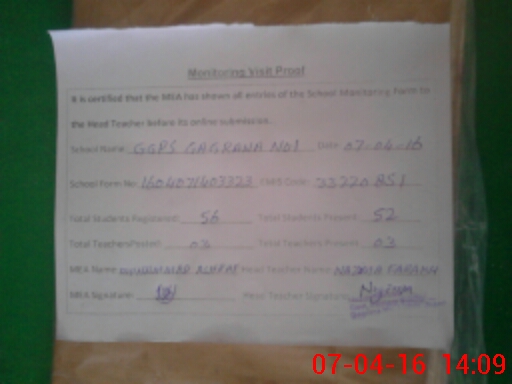 Monitoring Visit Proof
It is certified that the MEA has shown all entries of the School Monitoring Form to
the Head Teacher before its online submission.
School Name: GGPS GAGRANA NO1 Date: 07-04-16
School Form No: 1604071403323 EMIS Code: 33220851
Total Students Registered: 56 Total Students Present: 52
Total Teachers Posted: 03 Total Teachers Present: 03
MEA Name: MUHAMMAD Head Teacher Name:
MEA Signature: Head Teacher Signature:
07-04-16 14:09